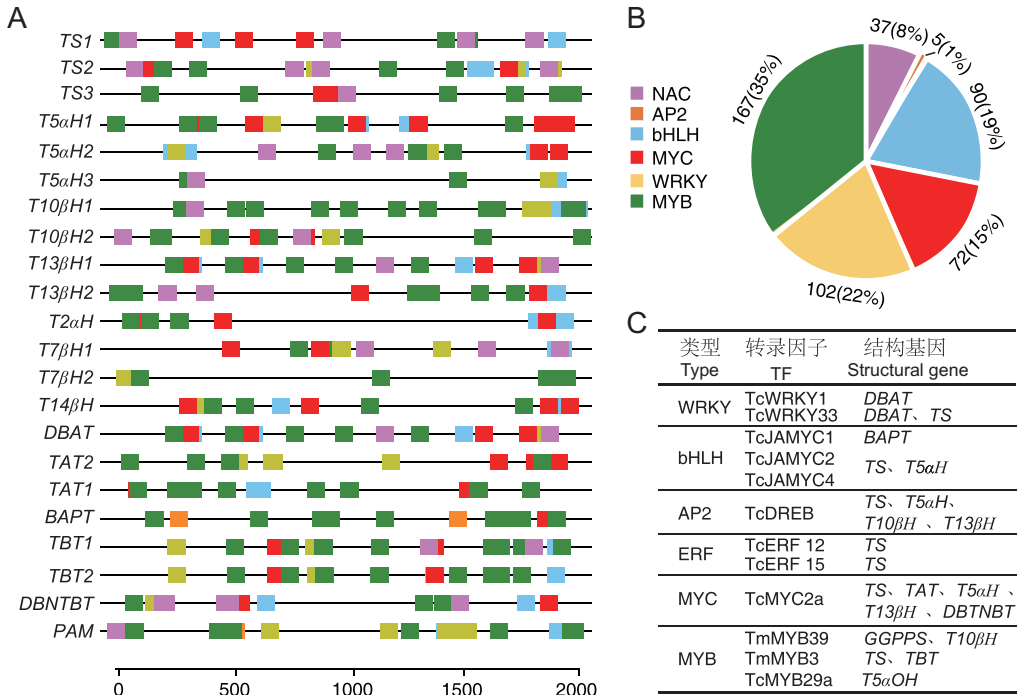 A
TS1
TS2
TS3
T5αH1
T5αH2
T5αH3
T10βH1
T10βH2
T13βH1
T13βH2
T2αH
T7βH1
T7βH2
T14βH
DBAT
TAT2
TAT1
BAPT
TBT1
TBT2
DBNTBT
PAM
0 500 1000 1500 2000
B
37(8%)
5(1%)
90(19%)
72(15%)
102(22%)
167(35%)
NAC
AP2
bHLH
MYC
WRKY
MYB
C
类型 转录因子 结构基因
Type TF Structural gene
WRKY TcWRKY1 DBAT
TcWRKY33 DBAT、TS
bHLH TcJAMYC1 BAPT
TcJAMYC2 TS、T5αH
TcJAMYC4
AP2 TcDREB TS、T5αH、
T10βH 、T13βH
ERF TcERF 12 TS
TcERF 15 TS
MYC TcMYC2a TS、TAT、T5αH 、
T13βH 、DBTNBT
MYB TmMYB39 GGPPS、T10βH
TmMYB3 TS、TBT
TcMYB29a T5αOH